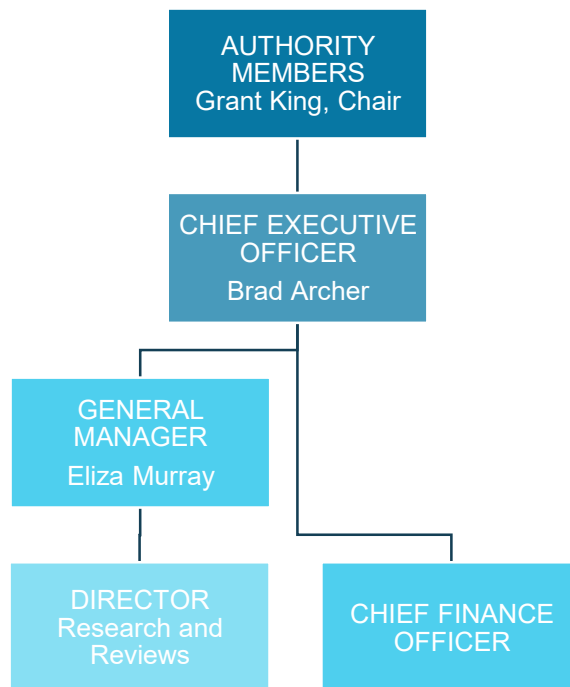 AUTHORITY
MEMBERS
Grant King, Chair
CHIEF EXECUTIVE
OFFICER
Brad Archer
GENERAL
MANAGER
Eliza Murray
DIRECTOR
Research and
Reviews
CHIEF FINANCE
OFFICER